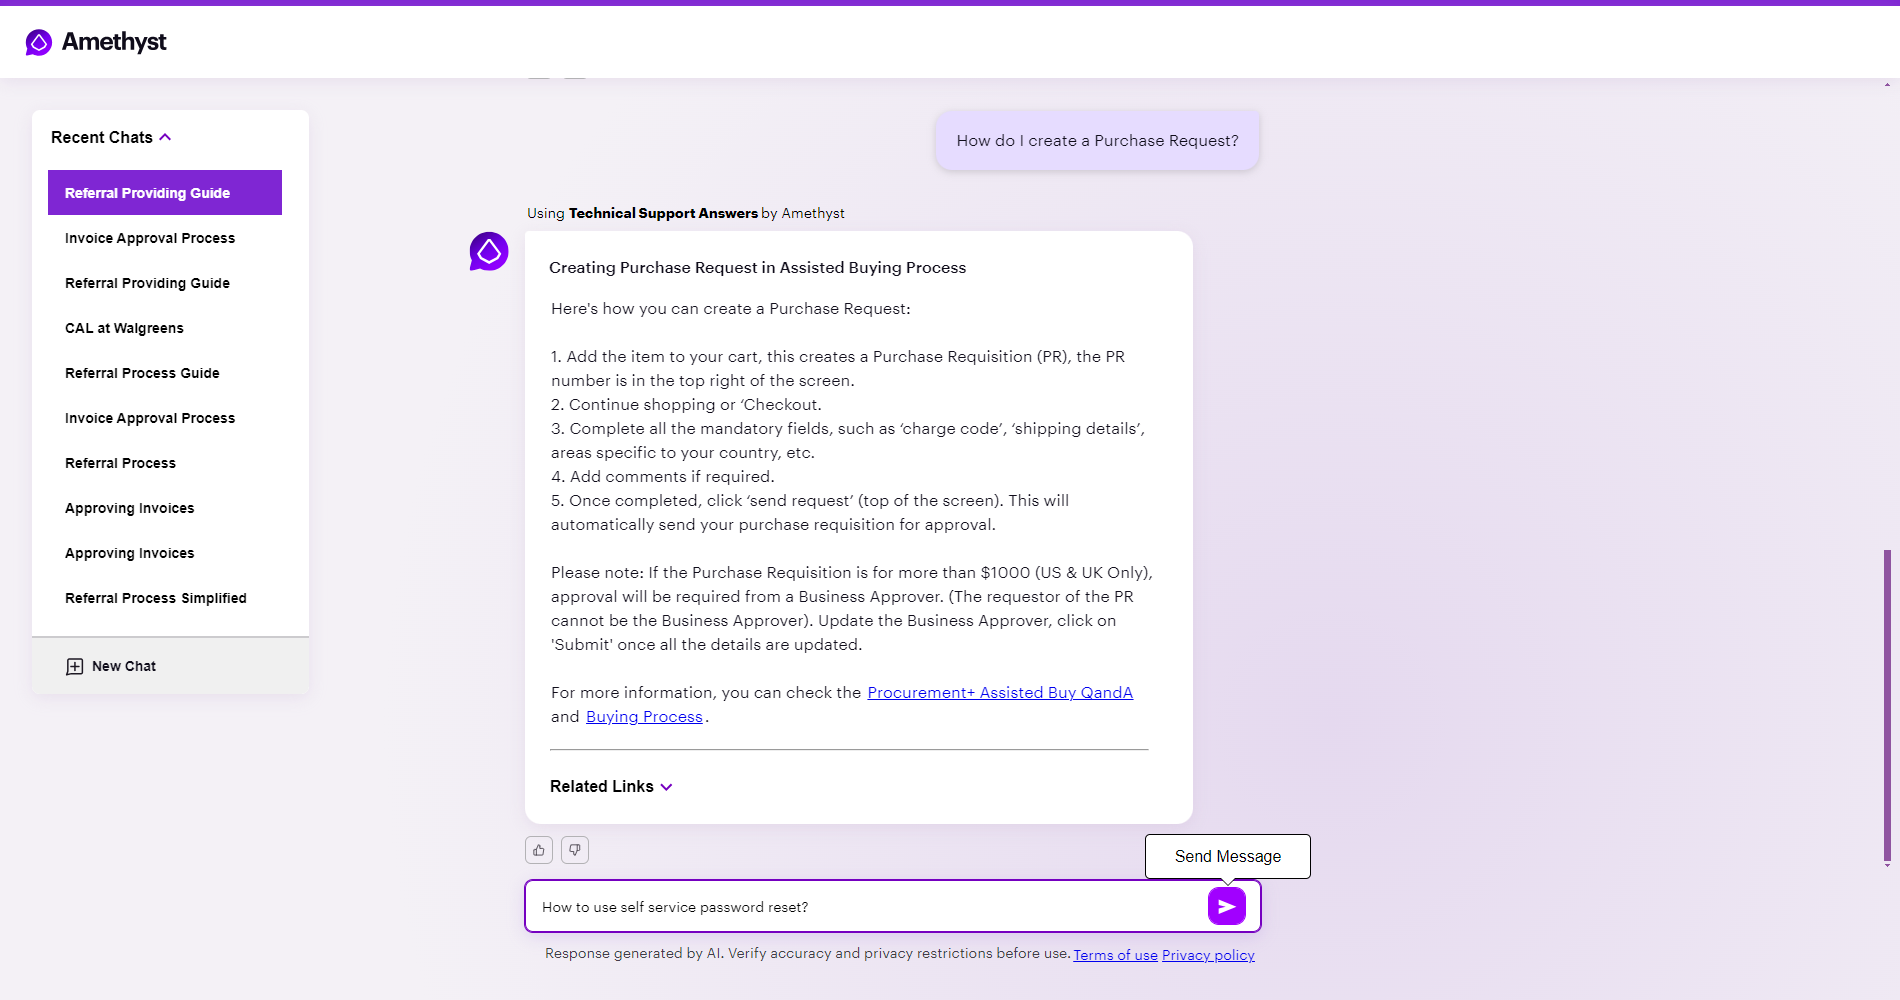 Amethyst
Recent Chats
Referral Providing Guide
Invoice Approval Process
Referral Providing Guide
CAL at Walgreens
Referral Process Guide
Invoice Approval Process
Referral Process
Approving Invoices
Approving Invoices
Referral Process Simplified
New Chat
How do I create a Purchase Request?
Using Technical Support Answers by Amethyst
Creating Purchase Request in Assisted Buying Process
Here's how you can create a Purchase Request:
1. Add the item to your cart, this creates a Purchase Requisition (PR), the PR
number is in the top right of the screen.
2. Continue shopping or ‘Checkout.
3. Complete all the mandatory fields, such as ‘charge code’, ‘shipping details’,
areas specific to your country, etc.
4. Add comments if required.
5. Once completed, click ‘send request’ (top of the screen). This will
automatically send your purchase requisition for approval.
Please note: If the Purchase Requisition is for more than $1000 (US & UK Only),
approval will be required from a Business Approver. (The requestor of the PR
cannot be the Business Approver). Update the Business Approver, click on
'Submit' once all the details are updated.
For more information, you can check the Procurement+ Assisted Buy QandA
and Buying Process.
Related Links
Send Message
How to use self service password reset?
Response generated by AI. Verify accuracy and privacy restrictions before use. Terms of use Privacy policy